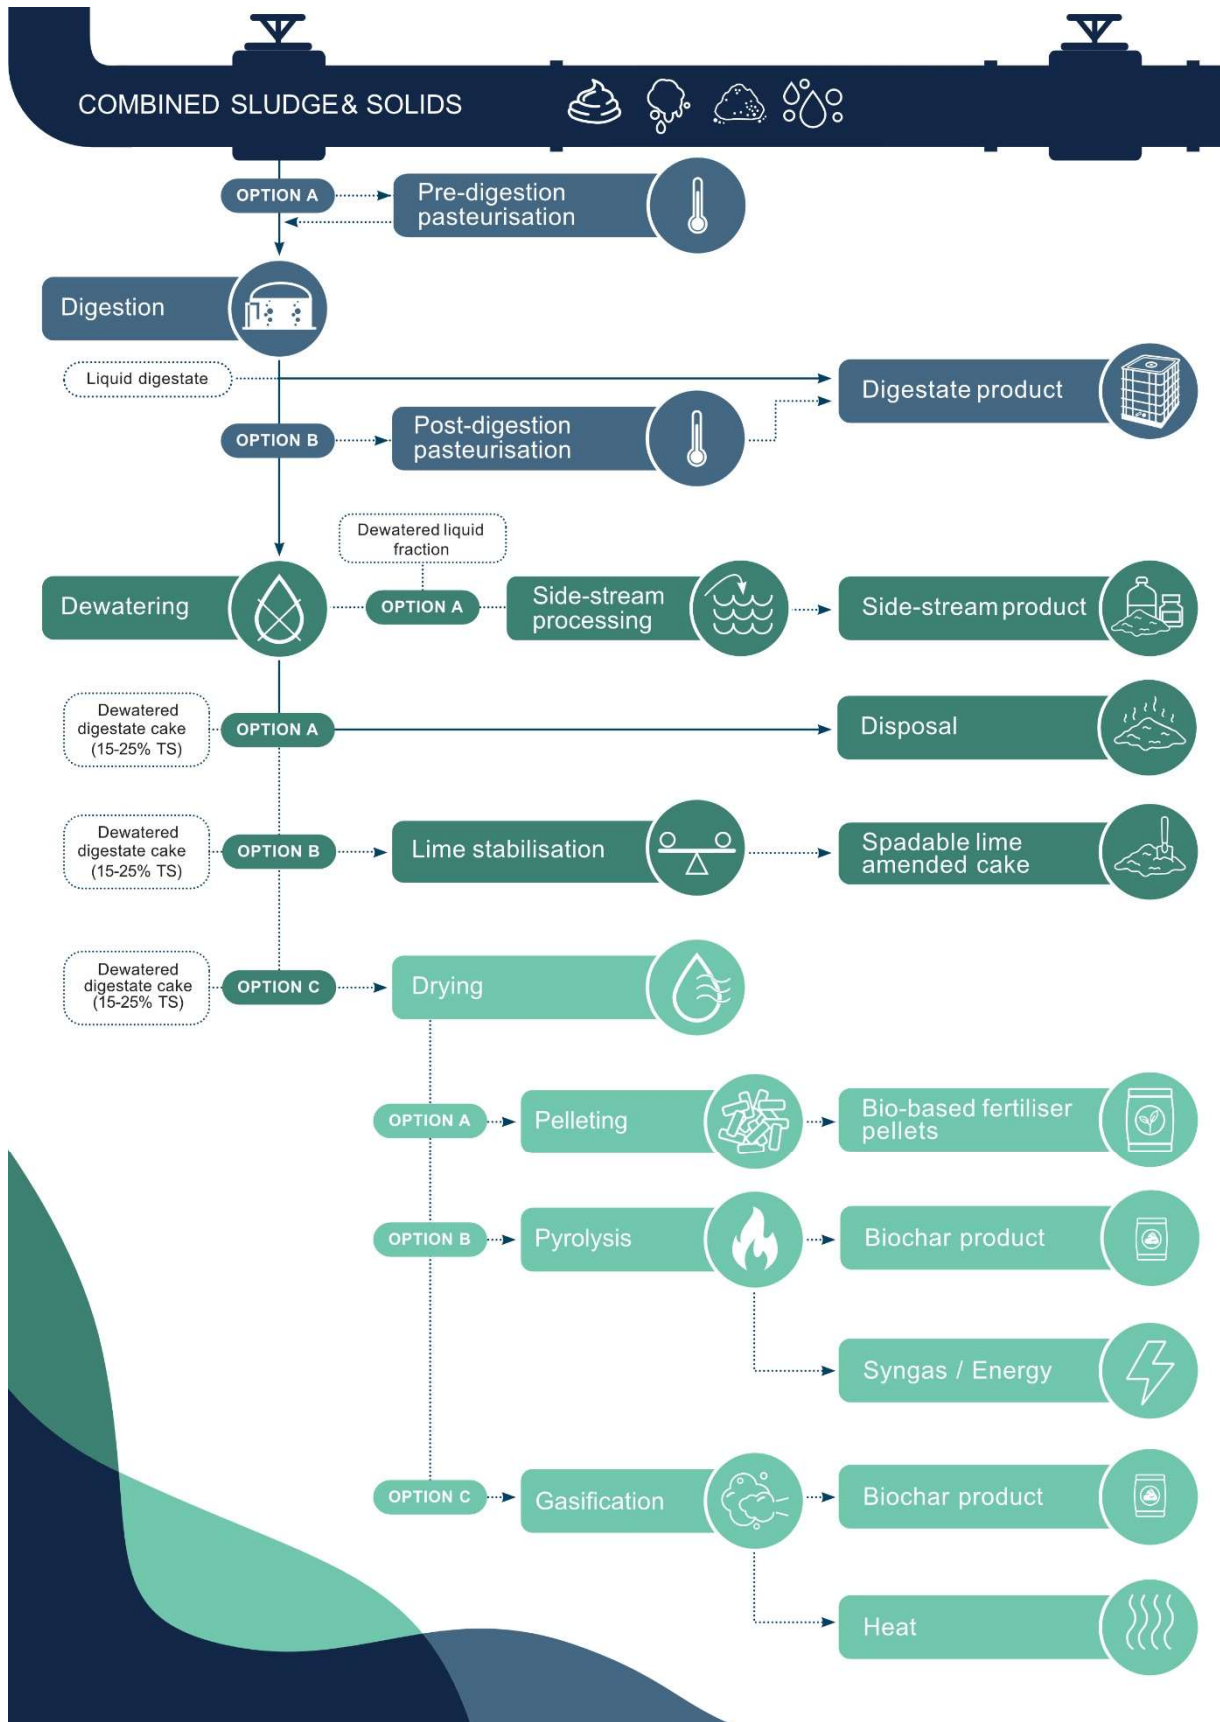 COMBINED SLUDGE & SOLIDS
OPTION A
Pre-digestion
pasteurisation
Digestion
Liquid digestate
Digestate product
OPTION B
Post-digestion
pasteurisation
Dewatered liquid
fraction
Dewatering
OPTION A
Side-stream
processing
Side-stream product
Dewatered
digestate cake
(15-25% TS)
OPTION A
Disposal
Dewatered
digestate cake
(15-25% TS)
OPTION B
Lime stabilisation
Spadable lime
amended cake
Dewatered
digestate cake
(15-25% TS)
OPTION C
Drying
OPTION A
Pelleting
Bio-based fertiliser
pellets
OPTION B
Pyrolysis
Biochar product
Syngas / Energy
OPTION C
Gasification
Biochar product
Heat